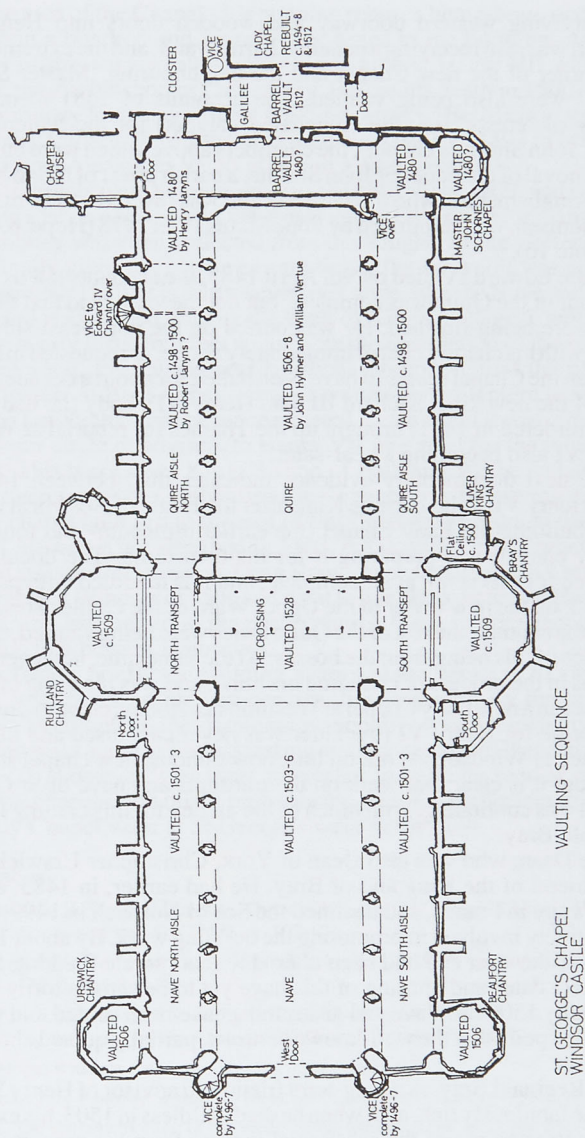 CHAPTER
HOUSE
CLOISTER
VICE
over
LADY
CHAPEL
REBUILT
c.1494-8
& 1512
GALILEE
BARREL
VAULT
1512
Door
Door
BARREL
VAULT
1480?
VAULTED 1480
by Henry Janyns
VAULTED
1480-1
VAULTED
1480?
VICE
over
MASTER
JOHN
SCHORNE'S
CHAPEL
VICE to
Edward IV
Chantry over
VAULTED c.1498-1500
by Robert Janyns ?
VAULTED 1506-8
by John Hylmer and William Vertue
VAULTED c.1498-1500
QUIRE AISLE
NORTH
QUIRE
QUIRE AISLE
SOUTH
OLIVER
KING
CHANTRY
Flat
Ceiling
c.1500
BRAY'S
CHANTRY
RUTLAND
CHANTRY
VAULTED
c.1509
NORTH TRANSEPT
THE CROSSING
VAULTED 1528
SOUTH TRANSEPT
VAULTED
c.1509
North
Door
South
Door
VAULTED c. 1501-3
VAULTED c. 1503-6
VAULTED c. 1501-3
NAVE NORTH AISLE
NAVE
NAVE SOUTH AISLE
URSWICK
CHANTRY
VAULTED
1506
BEAUFORT
CHANTRY
VAULTED
1506
West
Door
VICE
complete
by 1496-7
VICE
complete
by 1496-7
ST. GEORGE'S CHAPEL VAULTING SEQUENCE
WINDSOR CASTLE